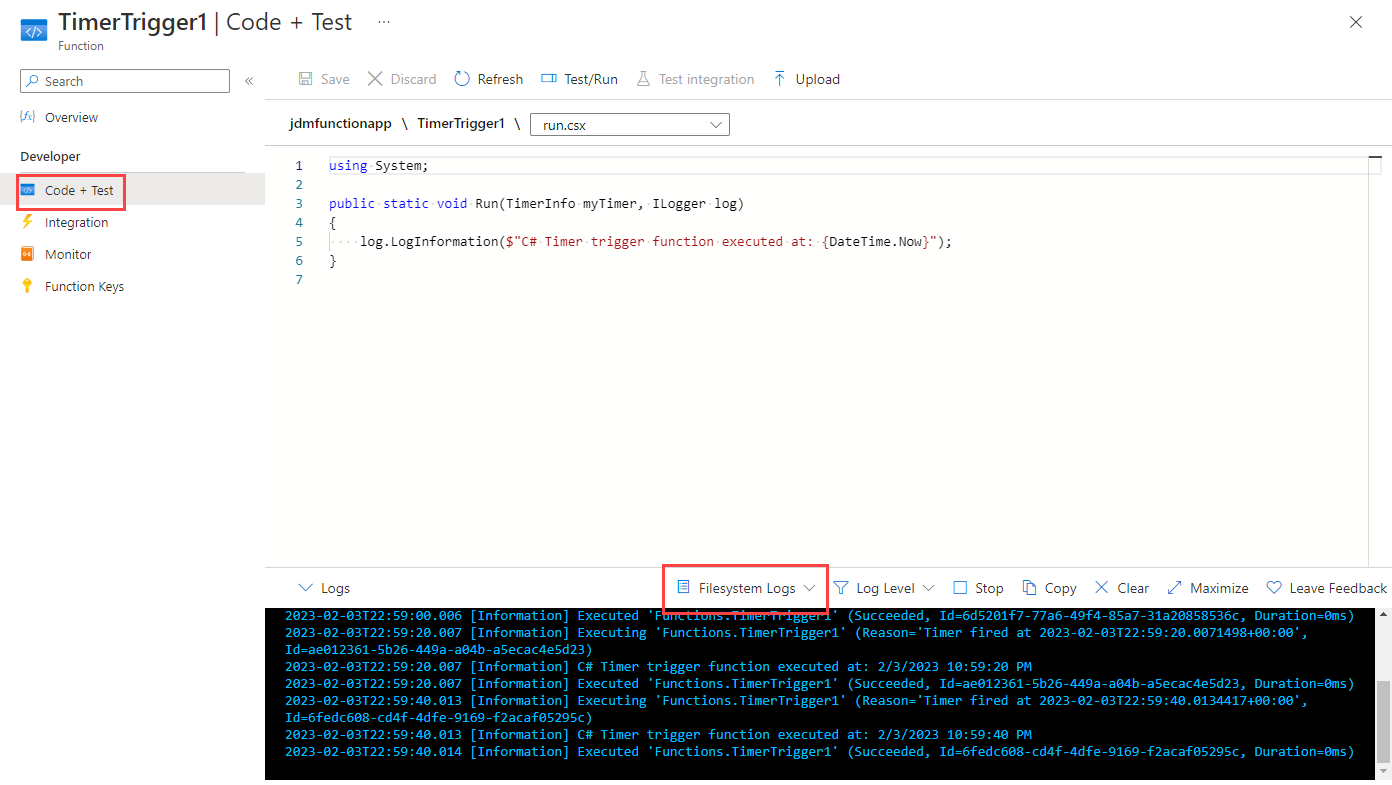 TimerTrigger1 | Code + Test ...
Function
Search
«
Save
Discard
Refresh
Test/Run
Test integration
Upload
Overview
Developer
Code + Test
Integration
Monitor
Function Keys
jdmfunctionapp \ TimerTrigger1 \ run.csx
1 using System;
2
3 public static void Run(TimerInfo myTimer, ILogger log)
4 {
5 log.LogInformation($"C# Timer trigger function executed at: {DateTime.Now}");
6 }
7
Logs
Filesystem Logs
Log Level
Stop
Copy
Clear
Maximize
Leave Feedback
2023-02-03T22:59:00.006 [Information] Executed 'Functions.TimerTrigger1' (Succeeded, Id=6d5201f7-77a6-49f4-85a7-31a20858536c, Duration=0ms)
2023-02-03T22:59:20.007 [Information] Executing 'Functions.TimerTrigger1' (Reason='Timer fired at 2023-02-03T22:59:20.0071498+00:00',
Id=ae012361-5b26-449a-a04b-a5ecac4e5d23)
2023-02-03T22:59:20.007 [Information] C# Timer trigger function executed at: 2/3/2023 10:59:20 PM
2023-02-03T22:59:20.007 [Information] Executed 'Functions.TimerTrigger1' (Succeeded, Id=ae012361-5b26-449a-a04b-a5ecac4e5d23, Duration=0ms)
2023-02-03T22:59:40.013 [Information] Executing 'Functions.TimerTrigger1' (Reason='Timer fired at 2023-02-03T22:59:40.0134417+00:00',
Id=6fedc608-cd4f-4dfe-9169-f2acaf05295c)
2023-02-03T22:59:40.013 [Information] C# Timer trigger function executed at: 2/3/2023 10:59:40 PM
2023-02-03T22:59:40.014 [Information] Executed 'Functions.TimerTrigger1' (Succeeded, Id=6fedc608-cd4f-4dfe-9169-f2acaf05295c, Duration=0ms)